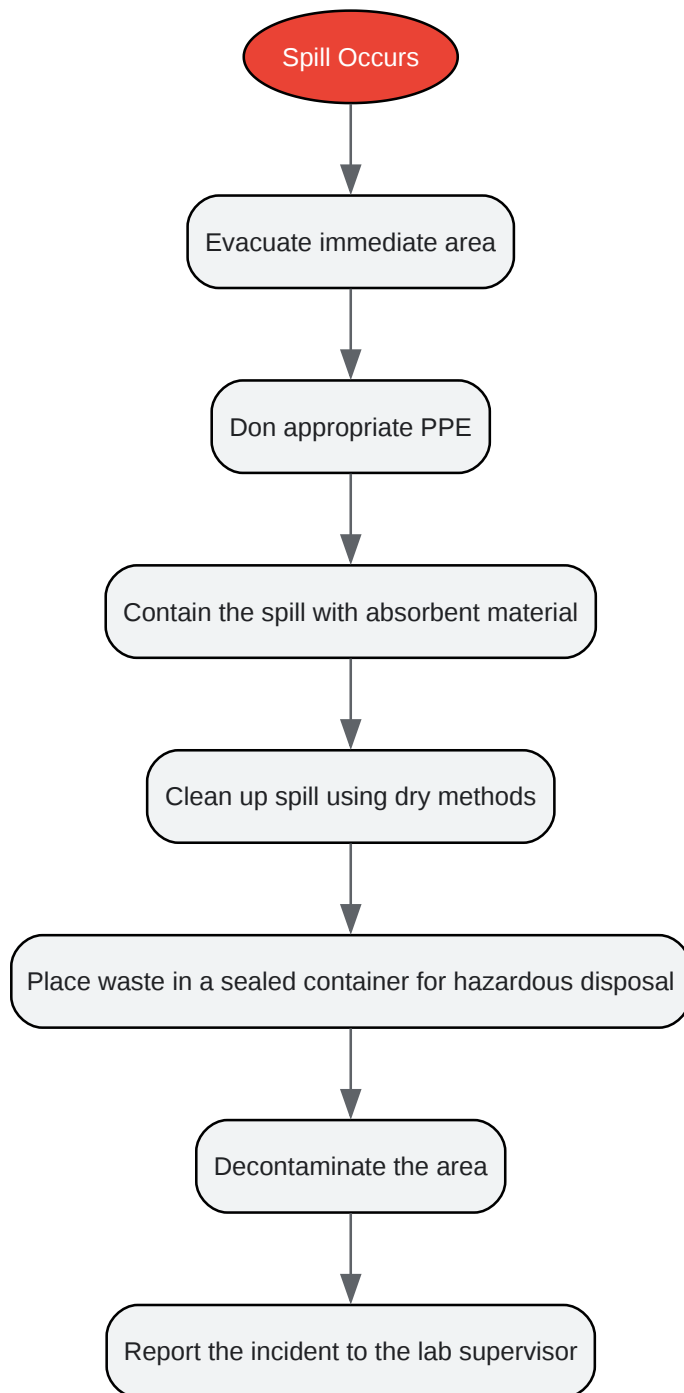 Spill Occurs
Evacuate immediate area
Don appropriate PPE
Contain the spill with absorbent material
Clean up spill using dry methods
Place waste in a sealed container for hazardous disposal
Decontaminate the area
Report the incident to the lab supervisor